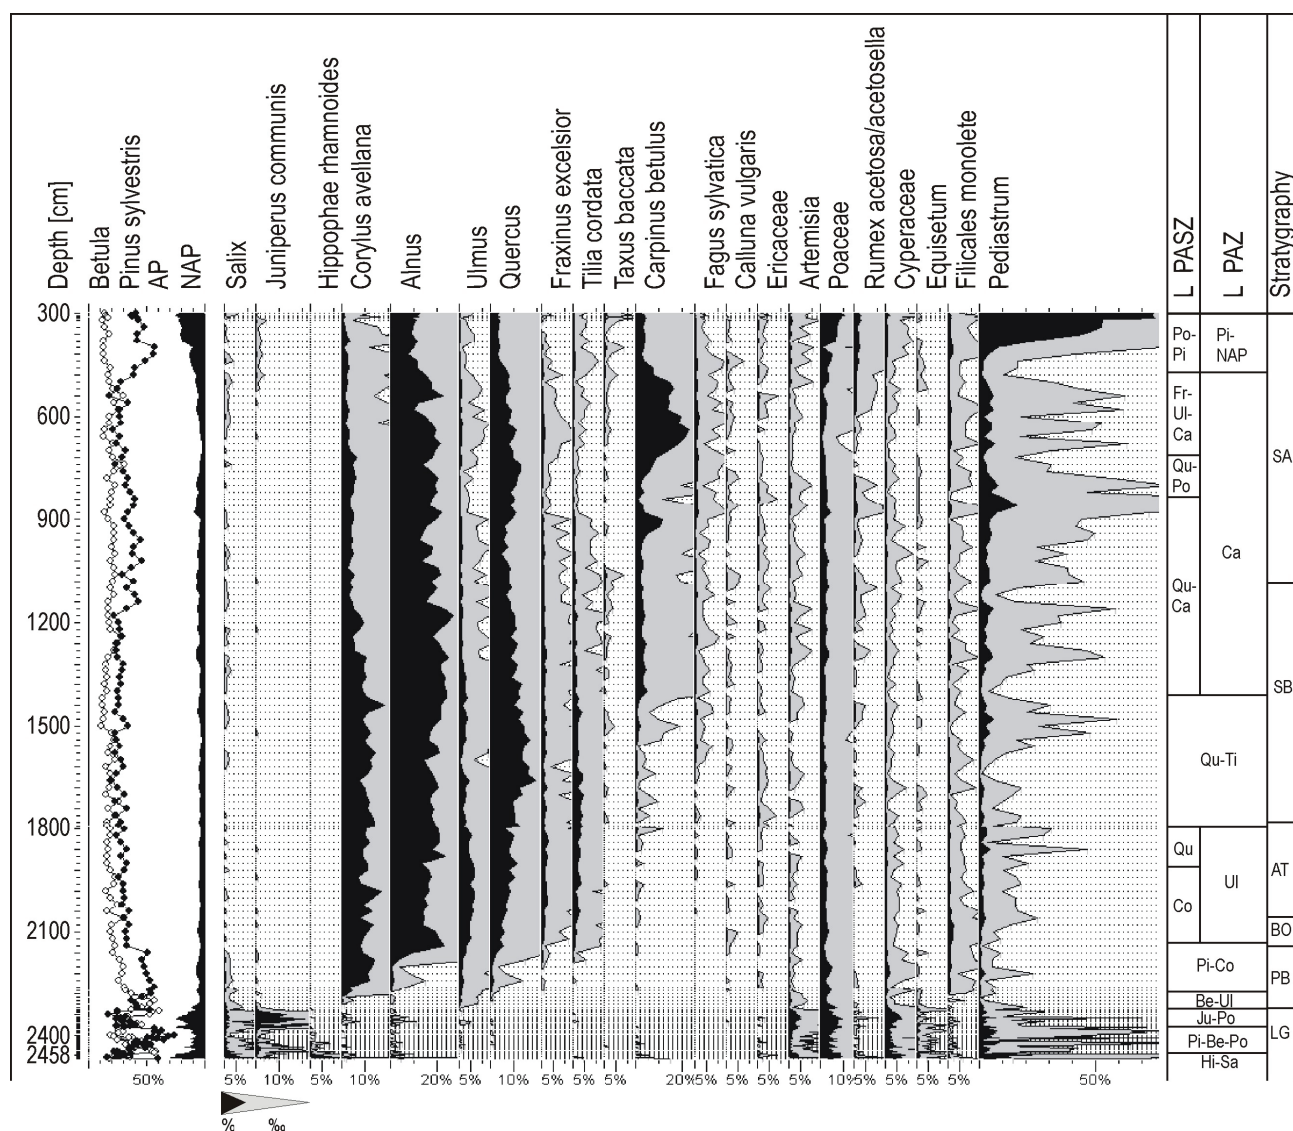 Depth [cm]
Betula
Pinus sylvestris
AP
NAP
Salix
Juniperus communis
Hippophae rhamnoides
Corylus avellana
Alnus
Ulmus
Quercus
Fraxinus excelsior
Tilia cordata
Taxus baccata
Carpinus betulus
Fagus sylvatica
Calluna vulgaris
Ericaceae
Artemisia
Poaceae
Rumex acetosa/acetosella
Cyperaceae
Equisetum
Filicales monolete
Pediastrum
L PASZ
L PAZ
Stratygraphy
300
600
900
1200
1500
1800
2100
2400
2458
Po-
Pi
Pi-
NAP
Fr-
Ul-
Ca
Qu-
Po
Qu-
Ca
Ca
Qu-Ti
Qu
Co
Ul
Pi-Co
Be-Ul
Ju-Po
Pi-Be-Po
Hi-Sa
SA
SB
AT
BO
PB
LG
50% 5% 10% 5% 10% 20% 5% 10% 5% 5% 5% 20% 5% 5% 5% 5% 10% 5% 5% 5% 5% 50%
% ‰